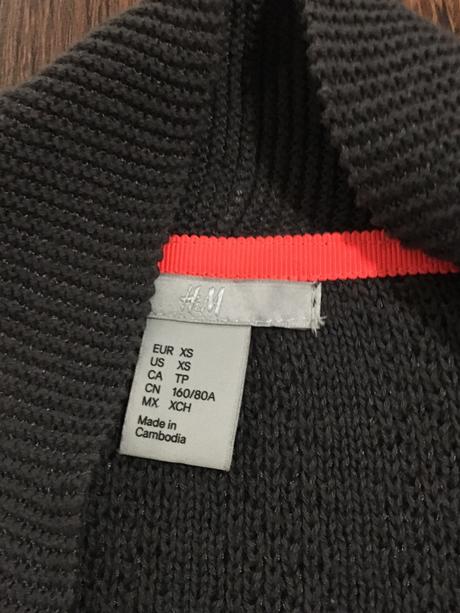 H&M
EUR XS
US XS
CA TP
CN 160/80A
MX XCH
Made in
Cambodia